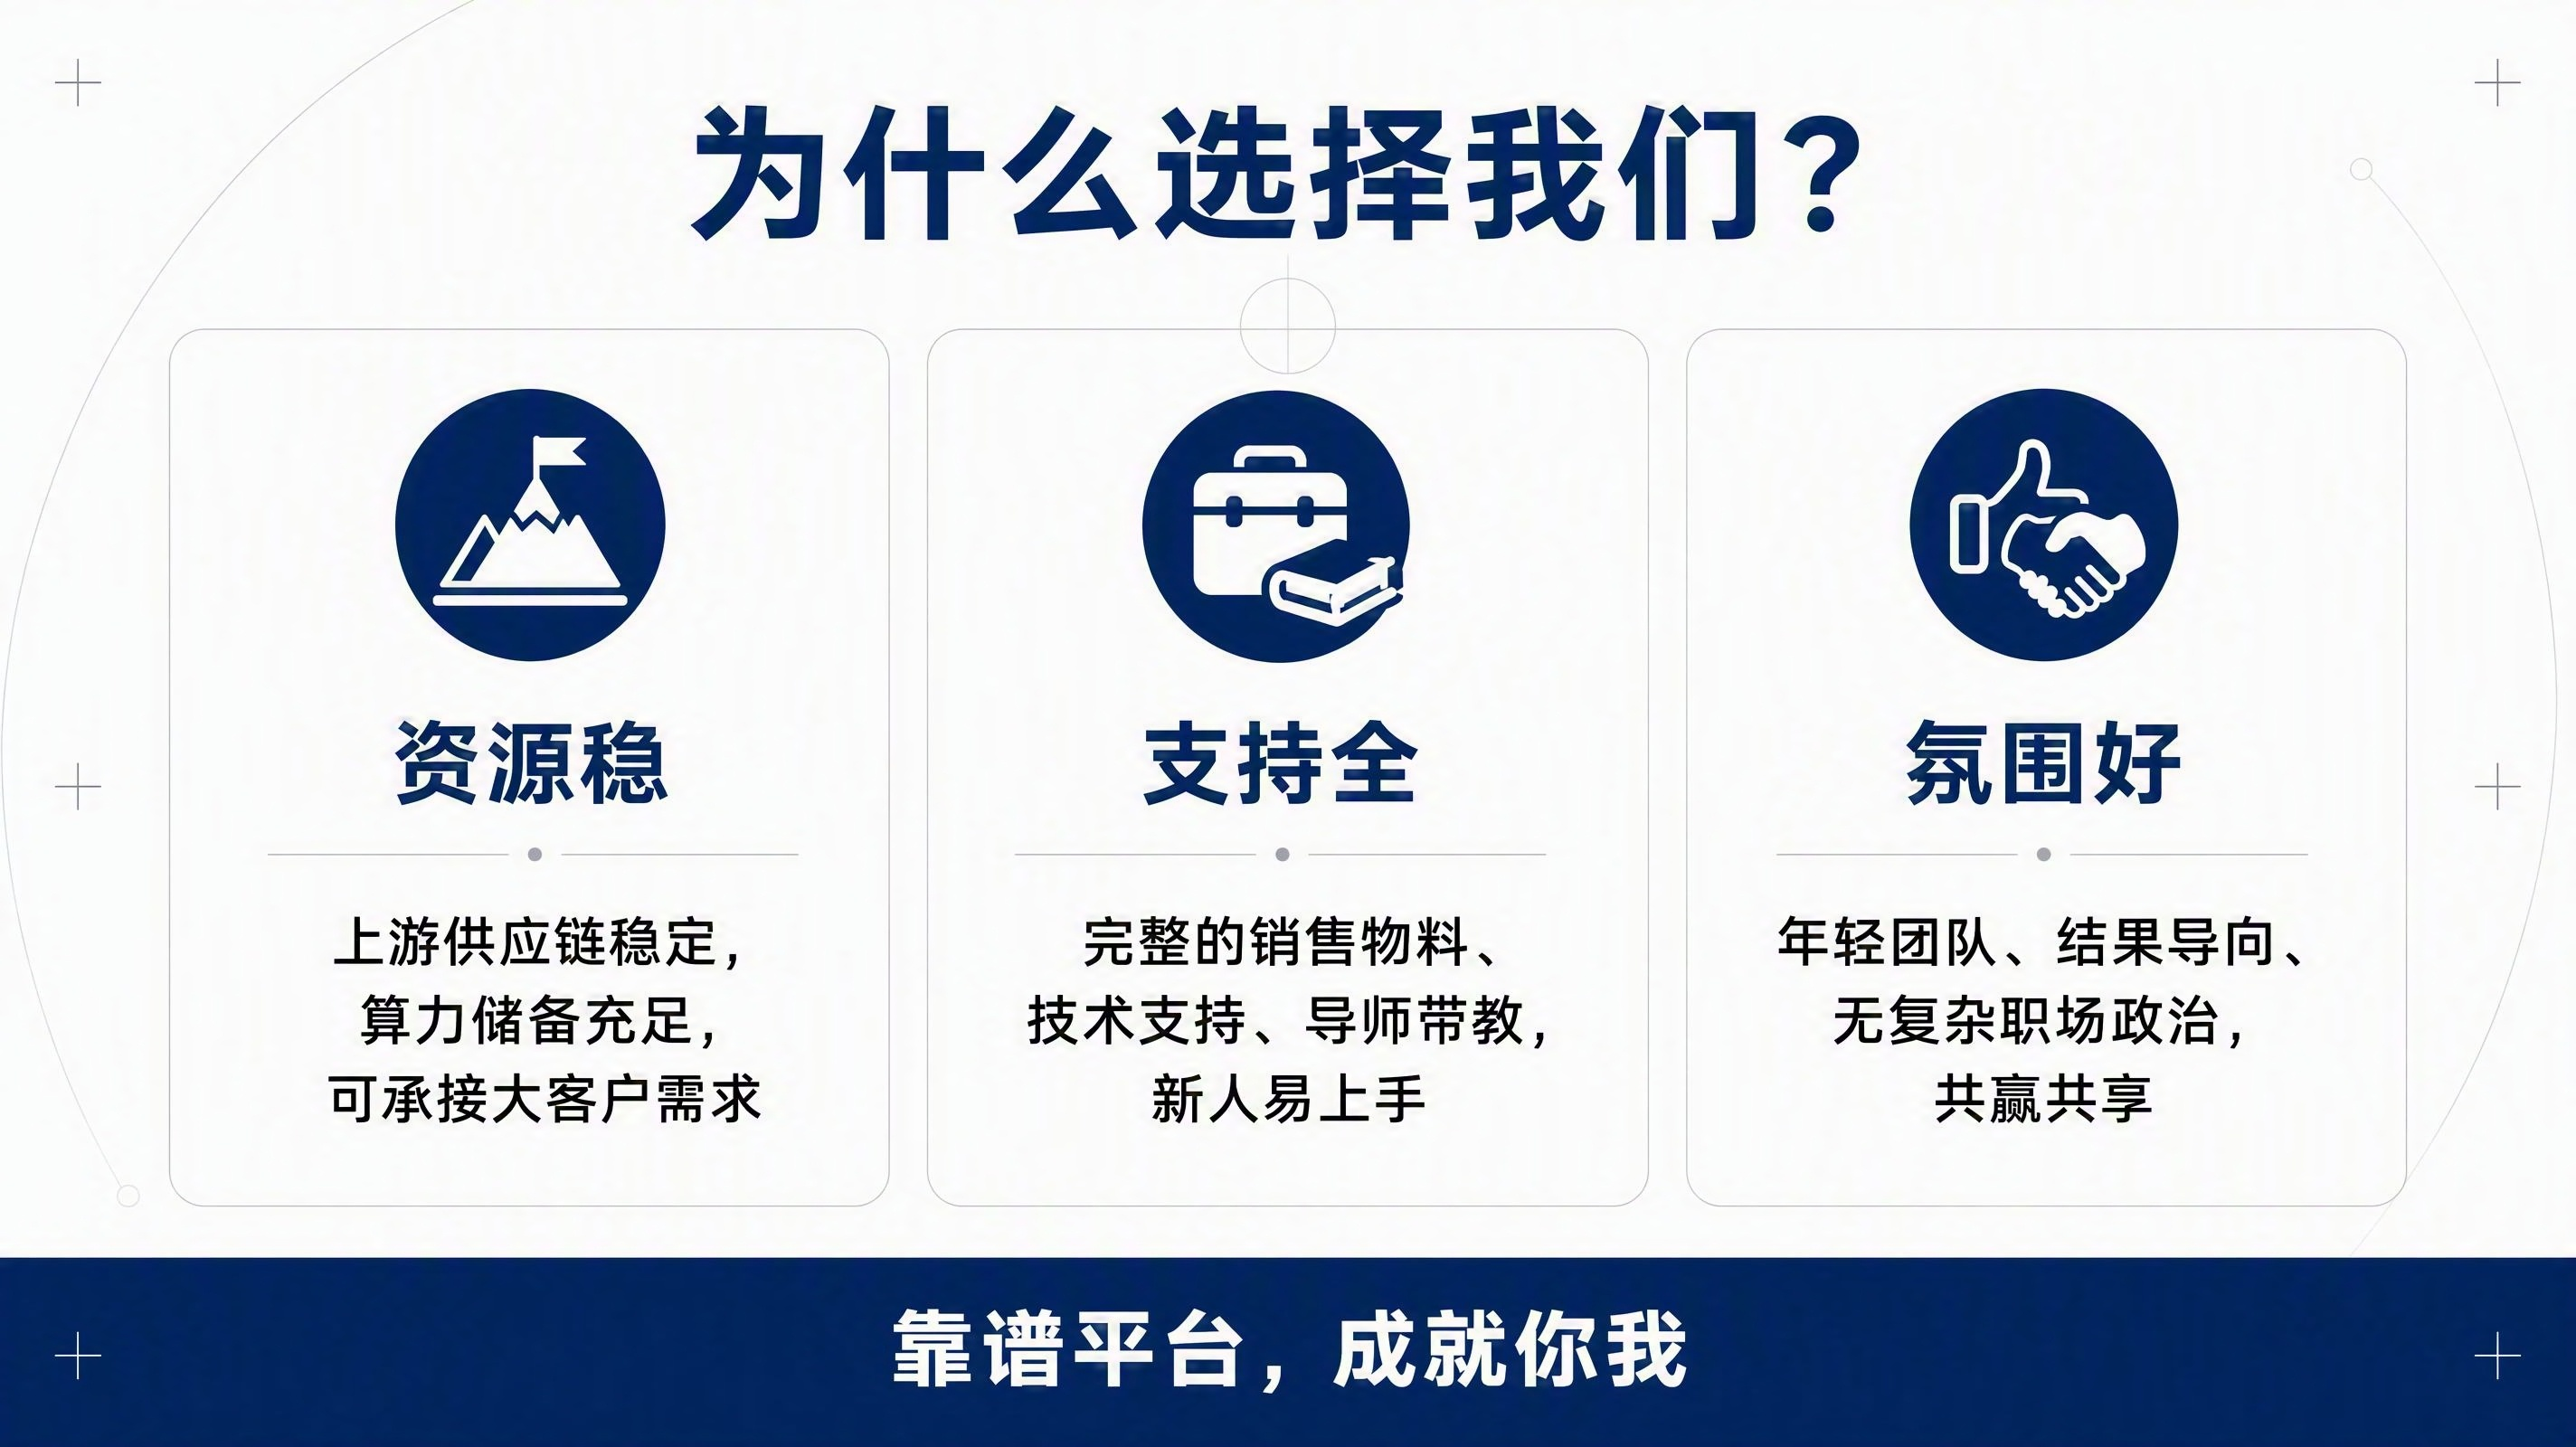 为什么选择我们？
资源稳
上游供应链稳定，
算力储备充足，
可承接大客户需求
支持全
完整的销售物料、
技术支持、导师带教，
新人易上手
氛围好
年轻团队、结果导向、
无复杂职场政治，
共赢共享
靠谱平台，成就你我